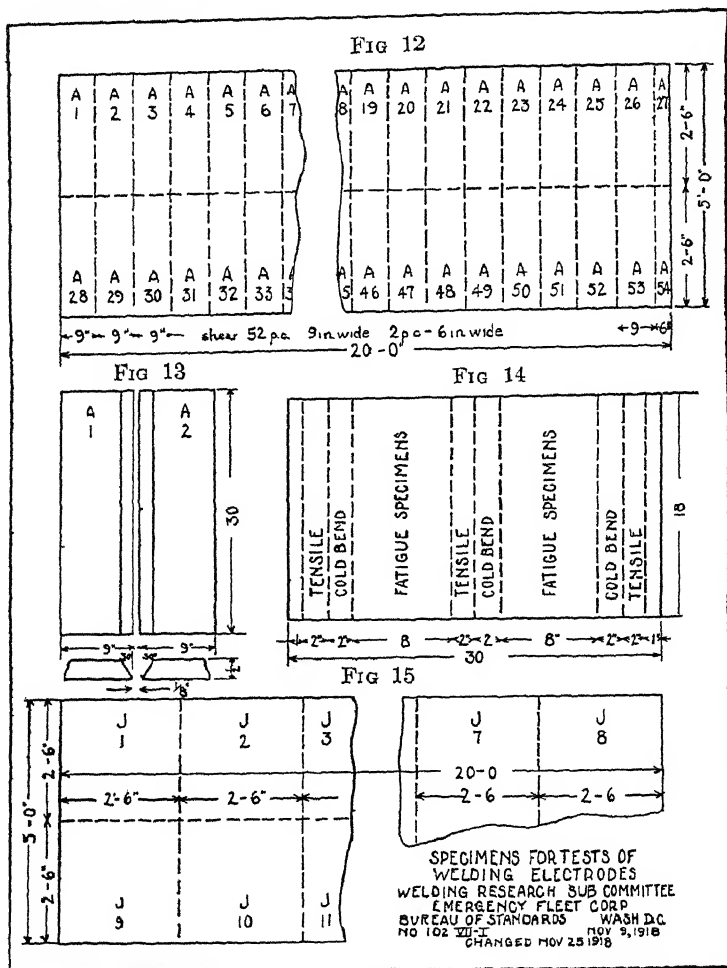 FIG 12
A A A A A A A A A A A A A A A A A
1 2 3 4 5 6 7 8 19 20 21 22 23 24 25 26 27
2-6"
5'-0"
2-6"
A A A A A A A A A A A A A A A
28 29 30 31 32 33 3 5 46 47 48 49 50 51 52 53 54
9" 9" 9" shear 52 pc. 9 in wide 2 pc-6 in wide 9 6"
20-0"
FIG 13
A A
1 2
30
9" 9"
1/8"
FIG 14
TENSILE
COLD BEND
FATIGUE SPECIMENS
TENSILE
COLD BEND
FATIGUE SPECIMENS
COLD BEND
TENSILE
18
2" 2" 8 2" 2 8" 2" 2" 1"
30
FIG 15
J J J J J
1 2 3 7 8
20-0
2'-6" 2-6" 2-6 2-6
2-6"
5-0"
2-6"
J J J
9 10 11
SPECIMENS FOR TESTS OF
WELDING ELECTRODES
WELDING RESEARCH SUB COMMITTEE
EMERGENCY FLEET CORP
BUREAU OF STANDARDS WASH D.C
NO 102 VII-I NOV 9, 1918
CHANGED NOV 25 1918